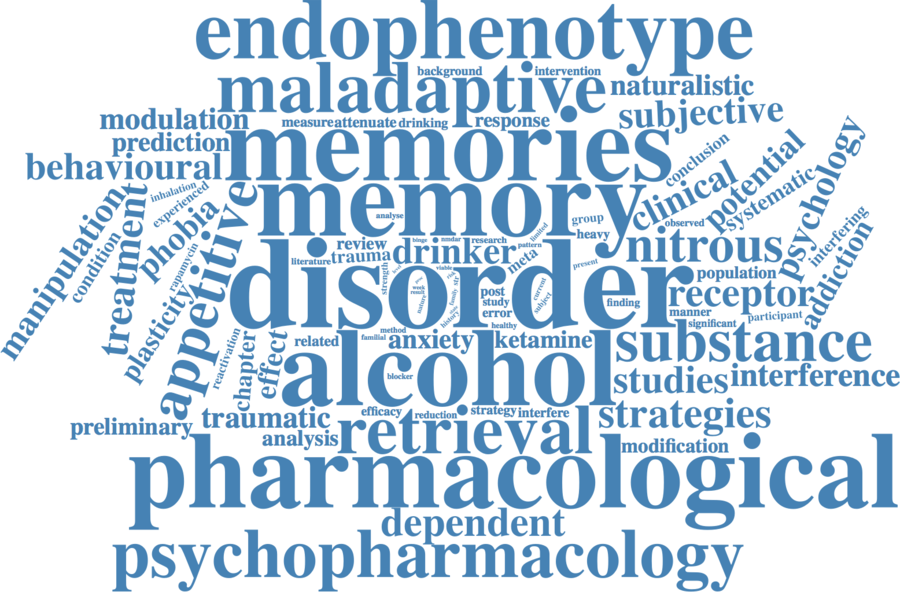 endophenotype
background intervention
maladaptive naturalistic
modulation measure attenuate drinking response subjective
prediction memories conclusion
behavioural
inhalation
experienced
memory clinical potential psychology
manipulation treatment phobia appetitive analyse group observed systematic
condition heavy
review drinker research limited nitrous interfering
literature trauma pattern meta
rapamycin strength viable present population addiction
plasticity disorder post receptor
study finding manner
error significant participant
work result nature family history current subject
healthy
method
reactivation chapter effect related familial anxiety ketamine substance
alcohol
blocker studies interference
preliminary traumatic efficacy reduction strategy interfere strategies
analysis retrieval modification
pharmacological
dependent
psychopharmacology